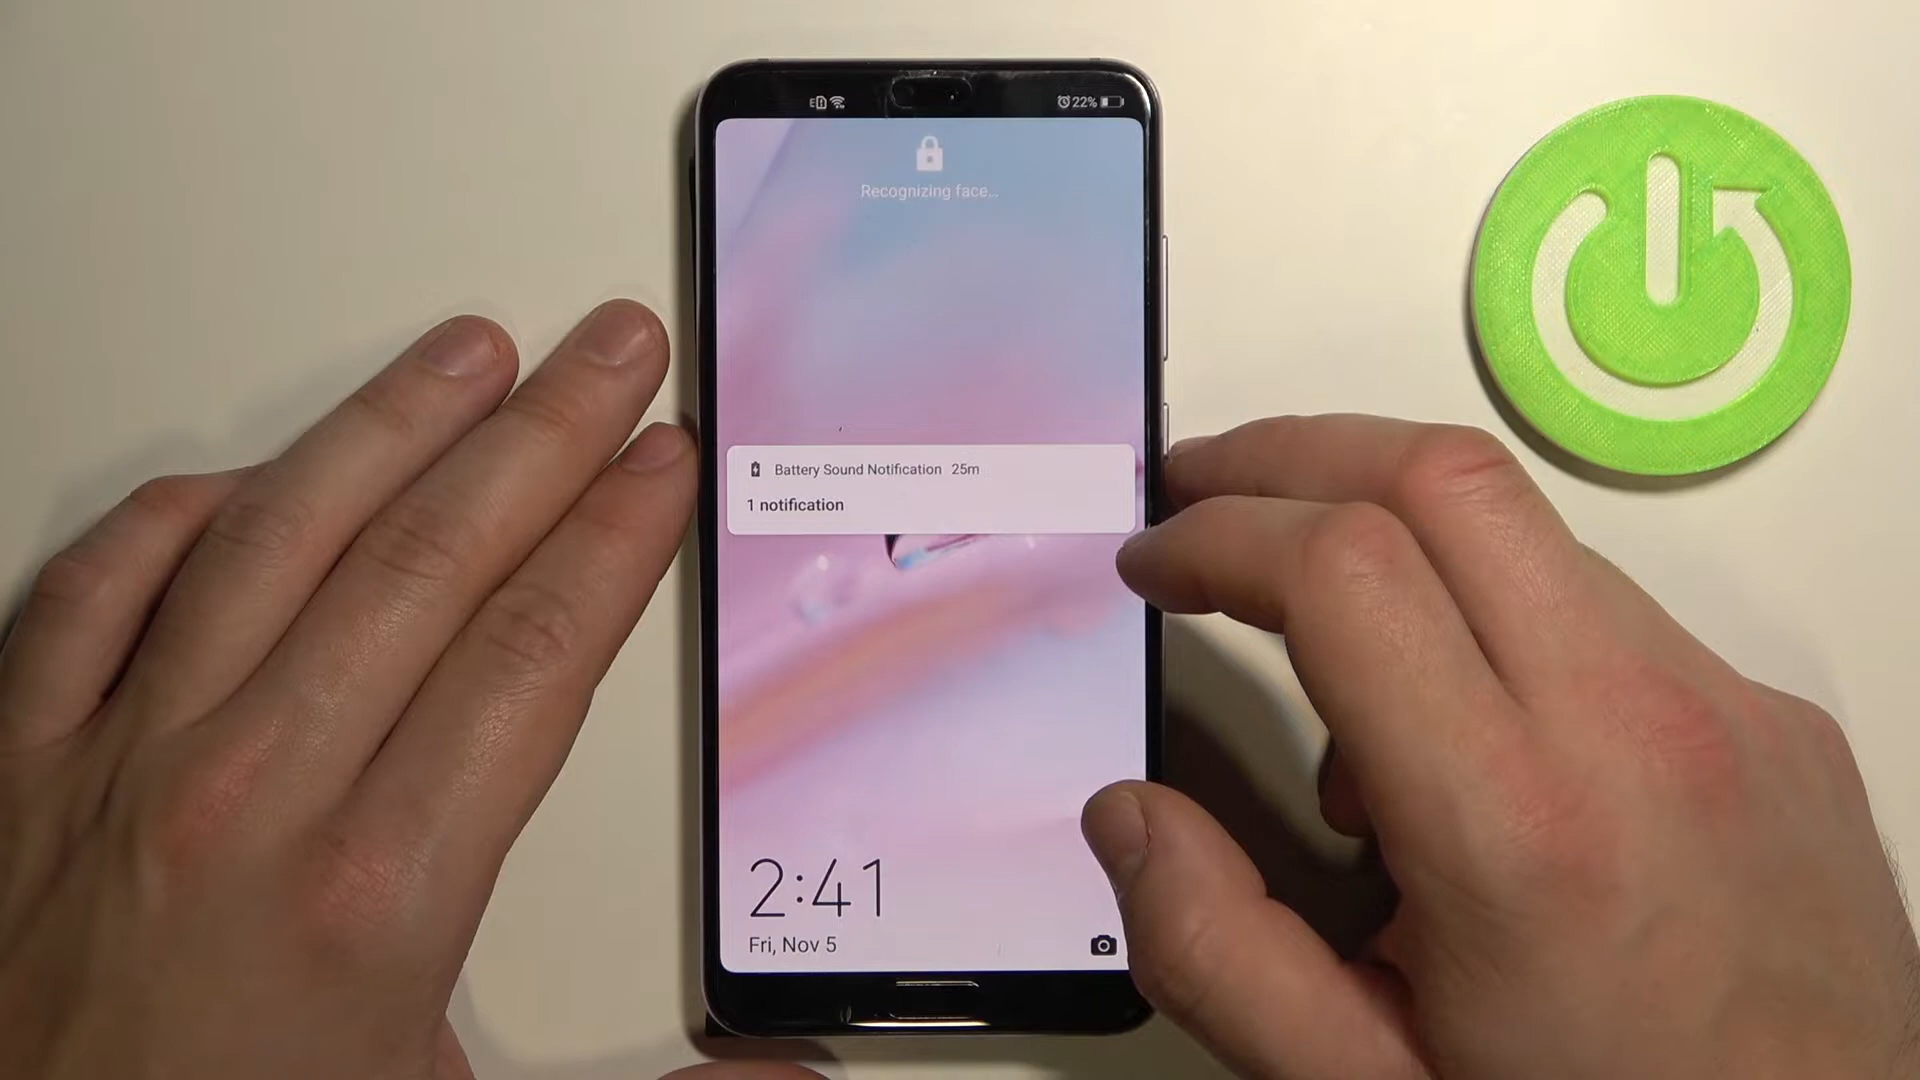 22%
Recognizing face...
Battery Sound Notification 25m
1 notification
2:41
Fri, Nov 5